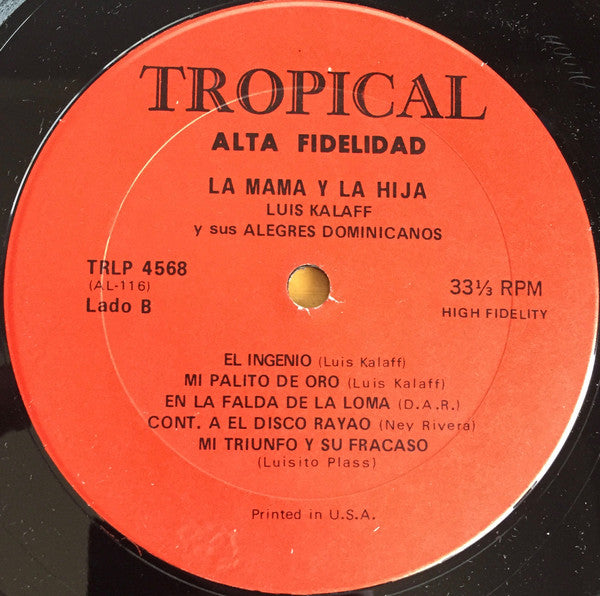 TROPICAL
ALTA FIDELIDAD
LA MAMA Y LA HIJA
LUIS KALAFF
y sus ALEGRES DOMINICANOS
TRLP 4568
(AL-116)
Lado B
33⅓ RPM
HIGH FIDELITY
EL INGENIO (Luis Kalaff)
MI PALITO DE ORO (Luis Kalaff)
EN LA FALDA DE LA LOMA (D.A.R.)
CONT. A EL DISCO RAYAO (Ney Rivera)
MI TRIUNFO Y SU FRACASO
(Luisito Plass)
Printed in U.S.A.